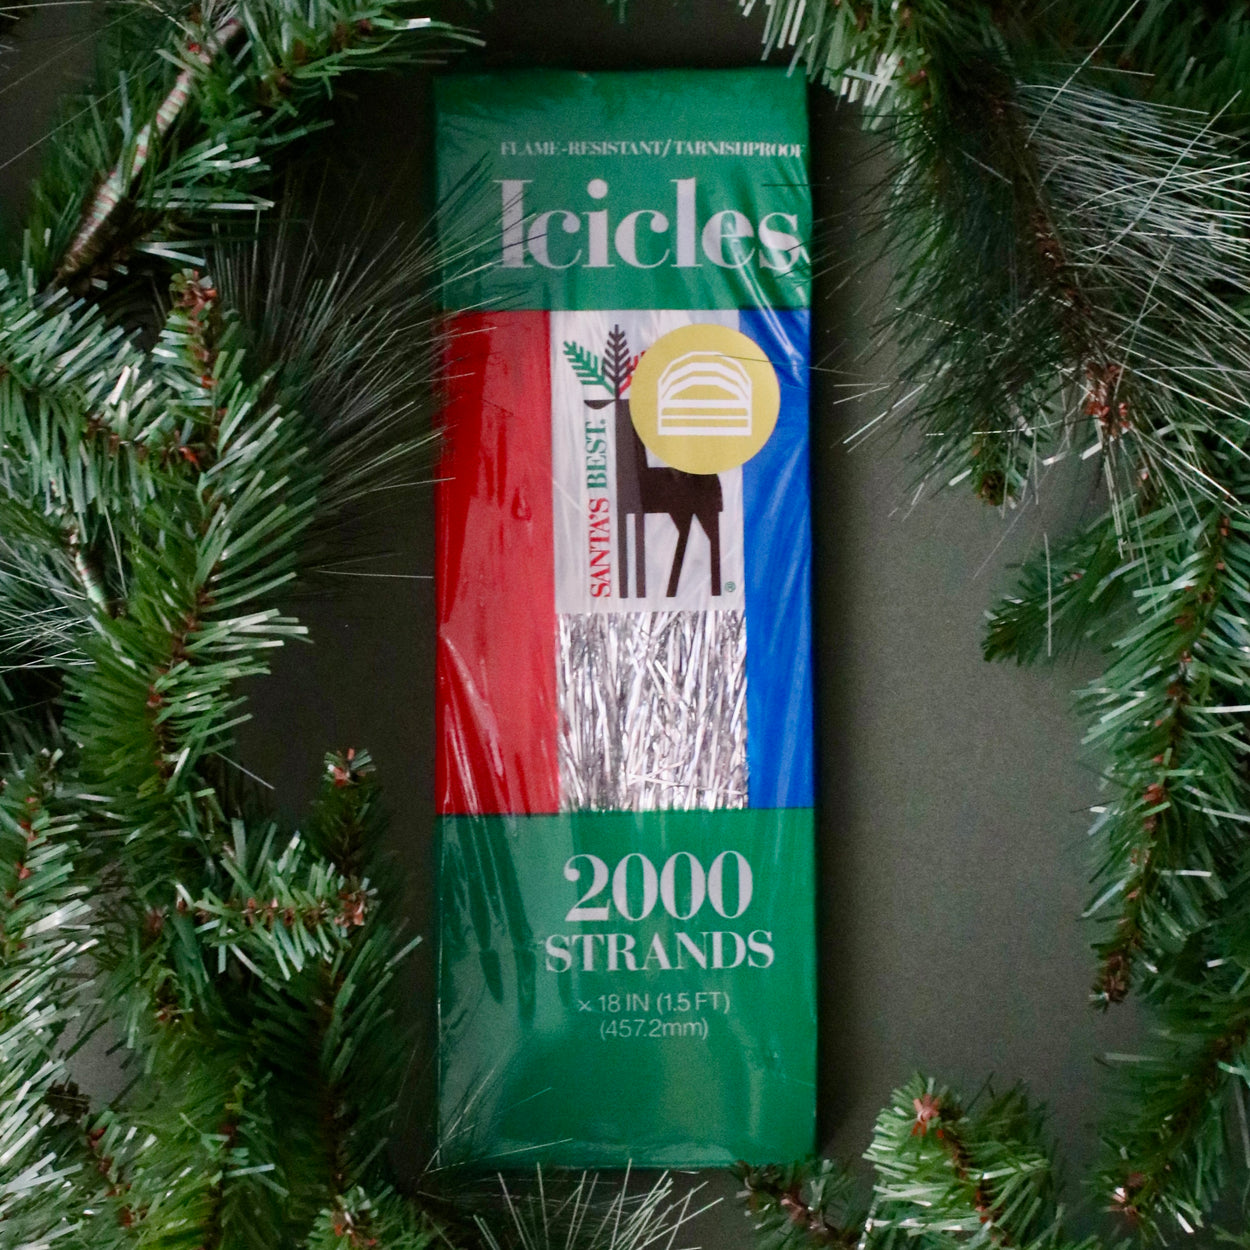 FLAME-RESISTANT/TARNISHPROOF
Icicles
SANTA'S BEST.
®
2000
STRANDS
× 18 IN (1.5 FT)
(457.2mm)